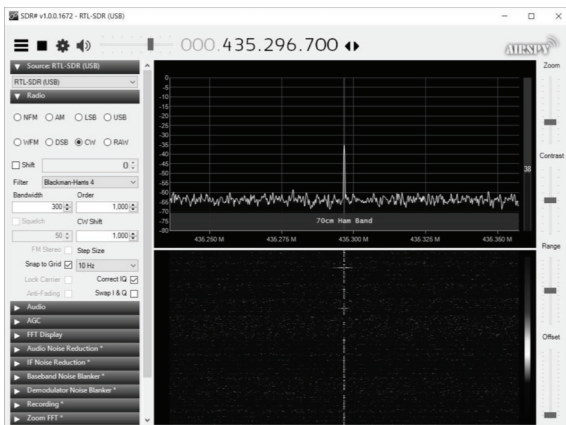 SDR# v1.0.0.1672 - RTL-SDR (USB)
000.435.296.700
AIRSPY
Source: RTL-SDR (USB)
RTL-SDR (USB)
Radio
NFM AM LSB USB
WFM DSB CW RAW
Shift 0
Filter Blackman-Harris 4
Bandwidth Order
300 1,000
Squelch CW Shift
50 1,000
FM Stereo Step Size
Snap to Grid 10 Hz
Lock Carrier Correct IQ
Anti-Fading Swap I & Q
Audio
AGC
FFT Display
Audio Noise Reduction *
IF Noise Reduction *
Baseband Noise Blanker *
Demodulator Noise Blanker *
Recording *
Zoom FFT *
0
-5
-10
-15
-20
-25
-30
-35
-40
-45
-50
-55
-60
-65
-70
-75
-80
38
70cm Ham Band
435.250 M 435.275 M 435.300 M 435.325 M 435.350 M
Zoom
Contrast
Range
Offset